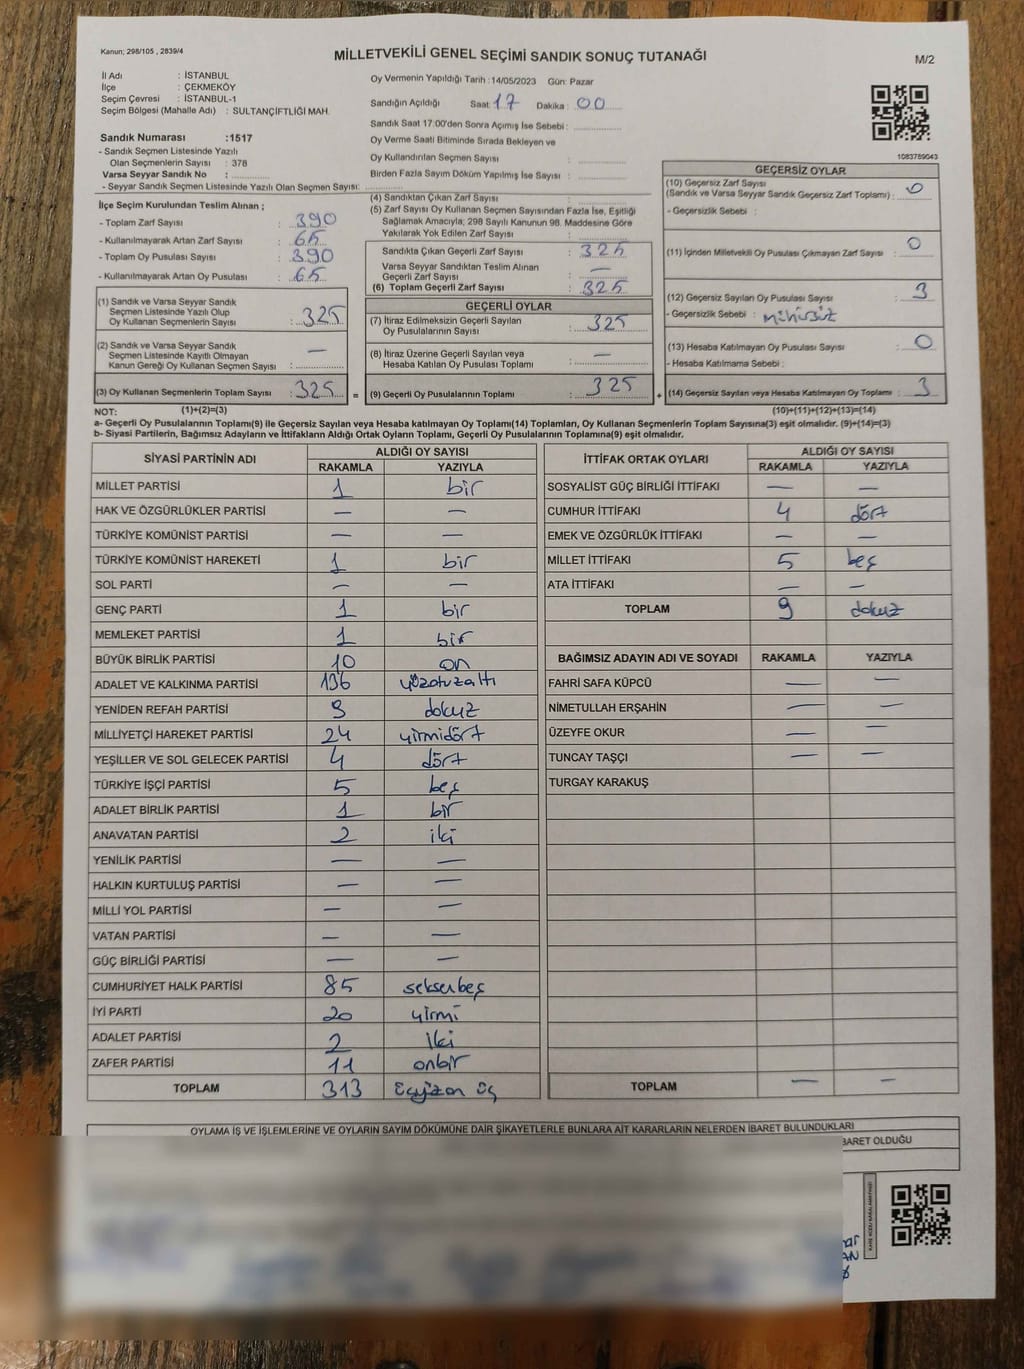 Kanun; 298/105 , 2839/4
MİLLETVEKİLİ GENEL SEÇİMİ SANDIK SONUÇ TUTANAĞI
M/2
İl Adı : İSTANBUL
İlçe : ÇEKMEKÖY
Seçim Çevresi : İSTANBUL-1
Seçim Bölgesi (Mahalle Adı) : SULTANÇİFTLİĞİ MAH.
Sandık Numarası :1517
- Sandık Seçmen Listesinde Yazılı
Olan Seçmenlerin Sayısı : 378
Varsa Seyyar Sandık No :
- Seyyar Sandık Seçmen Listesinde Yazılı Olan Seçmen Sayısı:
Oy Vermenin Yapıldığı Tarih : 14/05/2023 Gün: Pazar
Sandığın Açıldığı Saat: 17 Dakika : 00
Sandık Saat 17:00'den Sonra Açımış İse Sebebi :
Oy Verme Saati Bitiminde Sırada Bekleyen ve
Oy Kullandırılan Seçmen Sayısı :
Birden Fazla Sayım Döküm Yapılmış İse Sayısı :
1083789043
İlçe Seçim Kurulundan Teslim Alınan ;
- Toplam Zarf Sayısı : 390
- Kullanılmayarak Artan Zarf Sayısı : 65
- Toplam Oy Pusulası : 390
- Kullanılmayarak Artan Oy Pusulası : 65
(1) Sandık ve Varsa Seyyar Sandık
Seçmen Listesinde Yazılı Olup
Oy Kullanan Seçmenlerin Sayısı : 325
(2) Sandık ve Varsa Seyyar Sandık
Seçmen Listesinde Kayıtlı Olmayan
Kanun Gereği Oy Kullanan Seçmen Sayısı : —
(3) Oy Kullanan Seçmenlerin Toplam Sayısı : 325 =
(4) Sandıktan Çıkan Zarf Sayısı :
(5) Zarf Sayısı Oy Kullanan Seçmen Sayısından Fazla İse, Eşitliği
Sağlamak Amacıyla; 298 Sayılı Kanunun 98. Maddesine Göre
Yakılarak Yok Edilen Zarf Sayısı :
Sandıkta Çıkan Geçerli Zarf Sayısı : 325
Varsa Seyyar Sandıktan Teslim Alınan
Geçerli Zarf Sayısı : —
(6) Toplam Geçerli Zarf Sayısı : 325
GEÇERLİ OYLAR
(7) İtiraz Edilmeksizin Geçerli Sayılan
Oy Pusulalarının Sayısı : 325
(8) İtiraz Üzerine Geçerli Sayılan veya
Hesaba Katılan Oy Pusulası Toplamı : —
(9) Geçerli Oy Pusulalarının Toplamı : 325 +
GEÇERSİZ OYLAR
(10) Geçersiz Zarf Sayısı
(Sandık ve Varsa Seyyar Sandık Geçersiz Zarf Toplamı) : 0
- Geçersizlik Sebebi :
(11) İçinden Milletvekili Oy Pusulası Çıkmayan Zarf Sayısı : 0
(12) Geçersiz Sayılan Oy Pusulası Sayısı : 3
- Geçersizlik Sebebi : mühürsüz
(13) Hesaba Katılmayan Oy Pusulası Sayısı : 0
- Hesaba Katılmama Sebebi :
(14) Geçersiz Sayılan veya Hesaba Katılmayan Oy Toplamı : 3
NOT: (1)+(2)=(3) (10)+(11)+(12)+(13)=(14)
a- Geçerli Oy Pusulalarının Toplamı(9) ile Geçersiz Sayılan veya Hesaba katılmayan Oy Toplamı(14) Toplamları, Oy Kullanan Seçmenlerin Toplam Sayısına(3) eşit olmalıdır. (9)+(14)=(3)
b- Siyasi Partilerin, Bağımsız Adayların ve İttifakların Aldığı Ortak Oyların Toplamı, Geçerli Oy Pusulalarının Toplamına(9) eşit olmalıdır.
SİYASİ PARTİNİN ADI ALDIĞI OY SAYISI
RAKAMLA YAZIYLA
MİLLET PARTİSİ 1 bir
HAK VE ÖZGÜRLÜKLER PARTİSİ — —
TÜRKİYE KOMÜNİST PARTİSİ — —
TÜRKİYE KOMÜNİST HAREKETİ 1 bir
SOL PARTİ — —
GENÇ PARTİ 1 bir
MEMLEKET PARTİSİ 1 bir
BÜYÜK BİRLİK PARTİSİ 10 on
ADALET VE KALKINMA PARTİSİ 136 yüzotuzaltı
YENİDEN REFAH PARTİSİ 9 dokuz
MİLLİYETÇİ HAREKET PARTİSİ 24 yirmidört
YEŞİLLER VE SOL GELECEK PARTİSİ 4 dört
TÜRKİYE İŞÇİ PARTİSİ 5 beş
ADALET BİRLİK PARTİSİ 1 bir
ANAVATAN PARTİSİ 2 iki
YENİLİK PARTİSİ — —
HALKIN KURTULUŞ PARTİSİ — —
MİLLİ YOL PARTİSİ — —
VATAN PARTİSİ — —
GÜÇ BİRLİĞİ PARTİSİ — —
CUMHURİYET HALK PARTİSİ 85 seksenbeş
İYİ PARTİ 20 yirmi
ADALET PARTİSİ 2 iki
ZAFER PARTİSİ 11 onbir
TOPLAM 313 üçyüzon üç
İTTİFAK ORTAK OYLARI ALDIĞI OY SAYISI
RAKAMLA YAZIYLA
SOSYALİST GÜÇ BİRLİĞİ İTTİFAKI — —
CUMHUR İTTİFAKI 4 dört
EMEK VE ÖZGÜRLÜK İTTİFAKI — —
MİLLET İTTİFAKI 5 beş
ATA İTTİFAKI — —
TOPLAM 9 dokuz
BAĞIMSIZ ADAYIN ADI VE SOYADI RAKAMLA YAZIYLA
FAHRİ SAFA KÜPCÜ — —
NİMETULLAH ERŞAHİN — —
ÜZEYFE OKUR — —
TUNCAY TAŞÇI — —
TURGAY KARAKUŞ
TOPLAM — —
OYLAMA İŞ VE İŞLEMLERİNE VE OYLARIN SAYIM DÖKÜMÜNE DAİR ŞİKAYETLERLE BUNLARA AİT KARARLARIN NELERDEN İBARET BULUNDUKLARI
BARET OLDUĞU